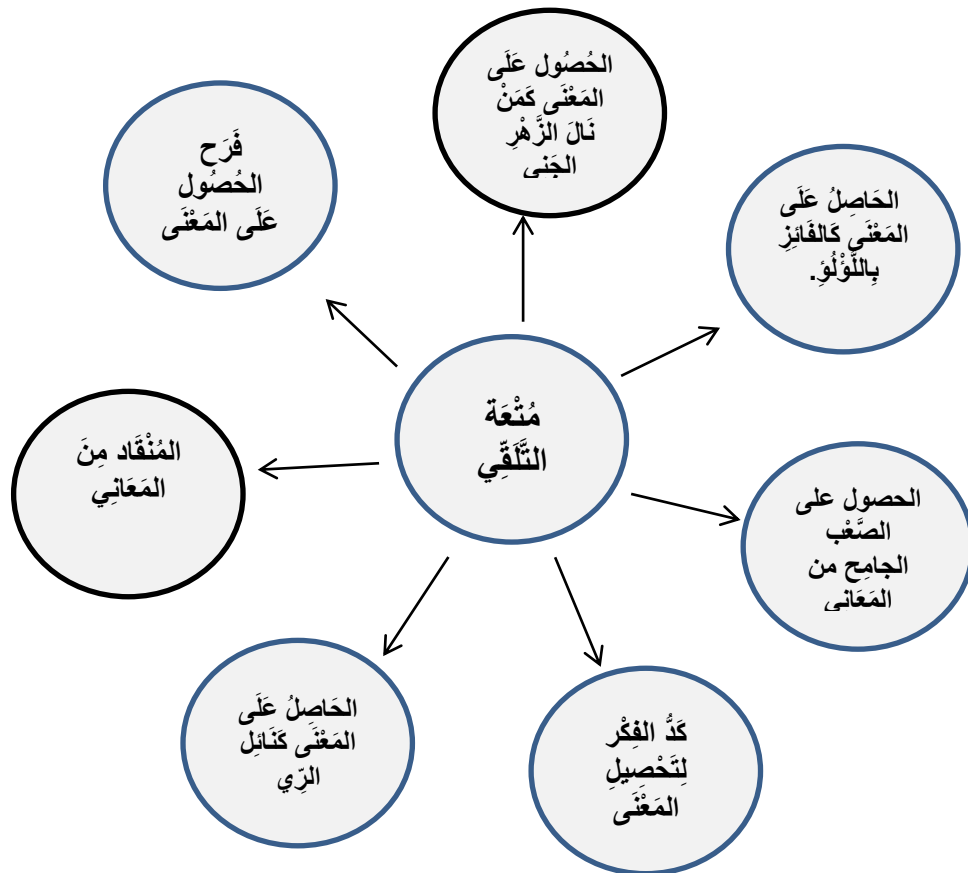 الحُصُول عَلَى
المَعْنَى كَمَنْ
نَالَ الزَّهْرِ
الجَنِي
فَرَح
الحُصُول
عَلَى المَعْنَى
الحَاصِلُ عَلَى
المَعْنَى كَالفَائِزِ
بِاللُّؤْلُؤِ.
مُتْعَة
التَّلَقِّي
المُنْقَاد مِنَ
المَعَانِي
الحصول على
الصَّعْب
الجامِح من
المَعَاني
الحَاصِلُ عَلَى
المَعْنَى كَنَائِل
الرِّي
كَدُّ الفِكْر
لِتَحْصِيلِ
المَعْنَى